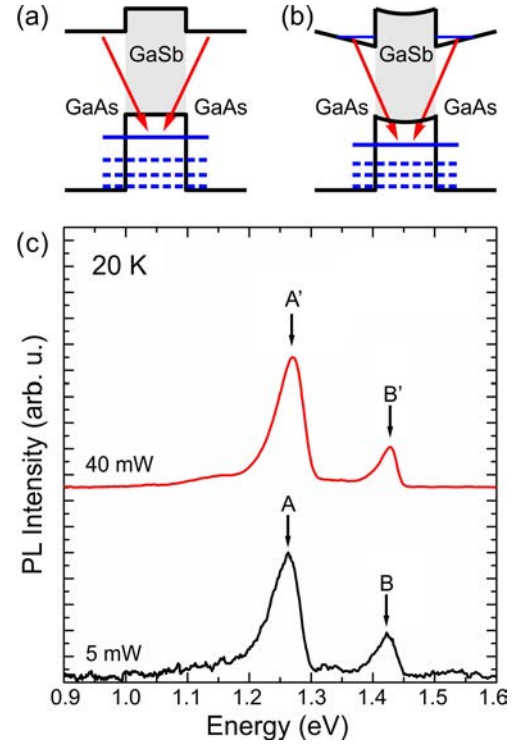 (a)
(b)
GaSb
GaSb
GaAs
GaAs
GaAs
GaAs
(c)
20 K
A'
B'
40 mW
A
B
5 mW
PL Intensity (arb. u.)
0.9 1.0 1.1 1.2 1.3 1.4 1.5 1.6
Energy (eV)